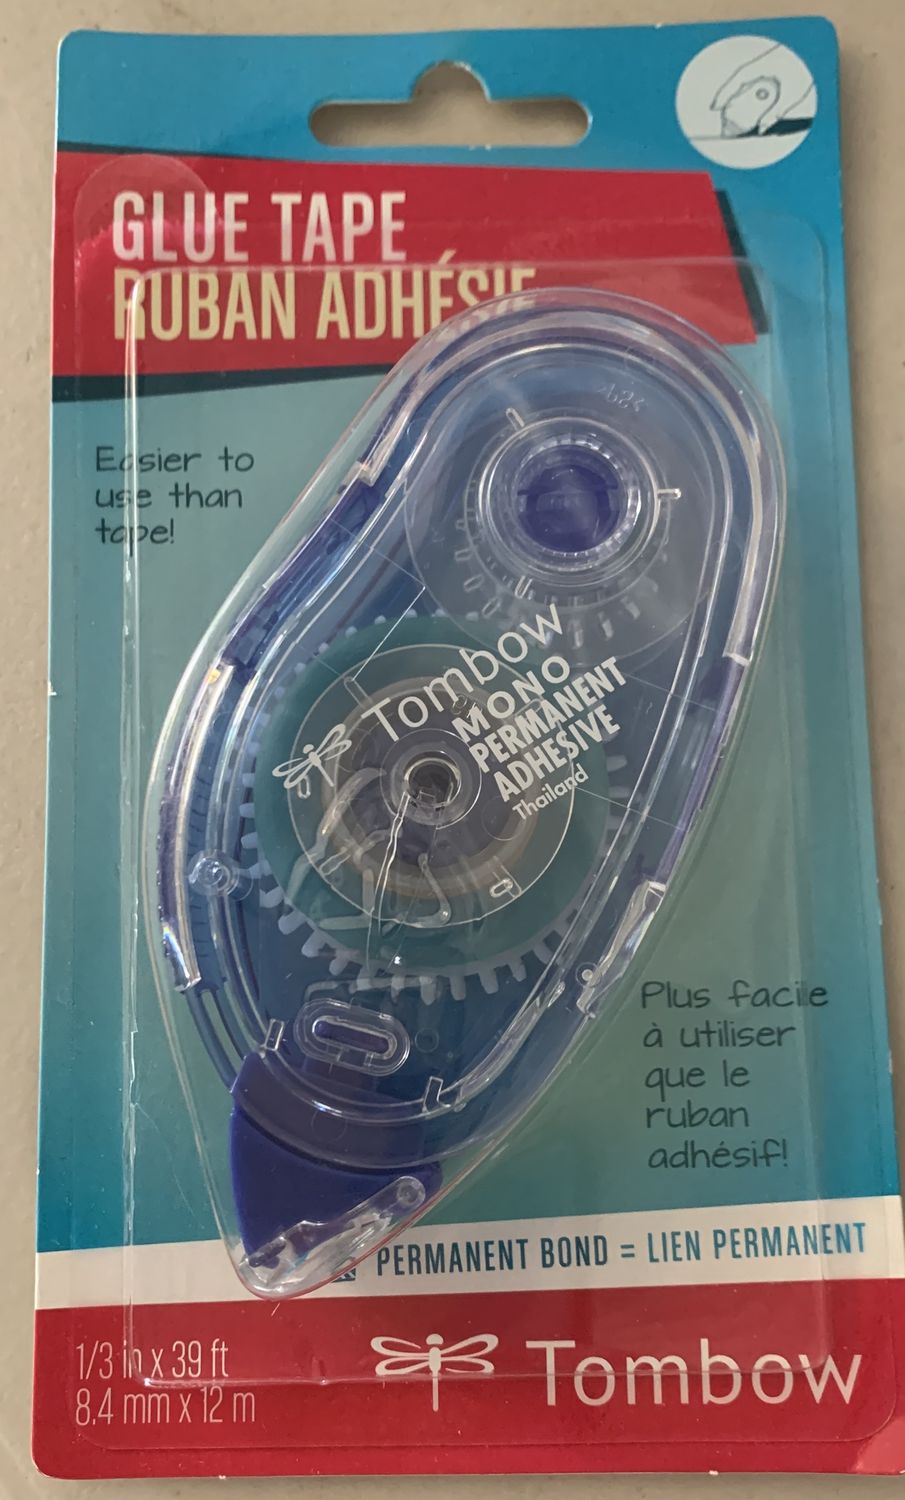 GLUE TAPE
RUBAN ADHÉSIF
Easier to
use than
tape!
Tombow
MONO
PERMANENT
ADHESIVE
Thailand
Plus facile
à utiliser
que le
ruban
adhésif!
PERMANENT BOND = LIEN PERMANENT
1/3 in x 39 ft
8.4 mm x 12 m
Tombow